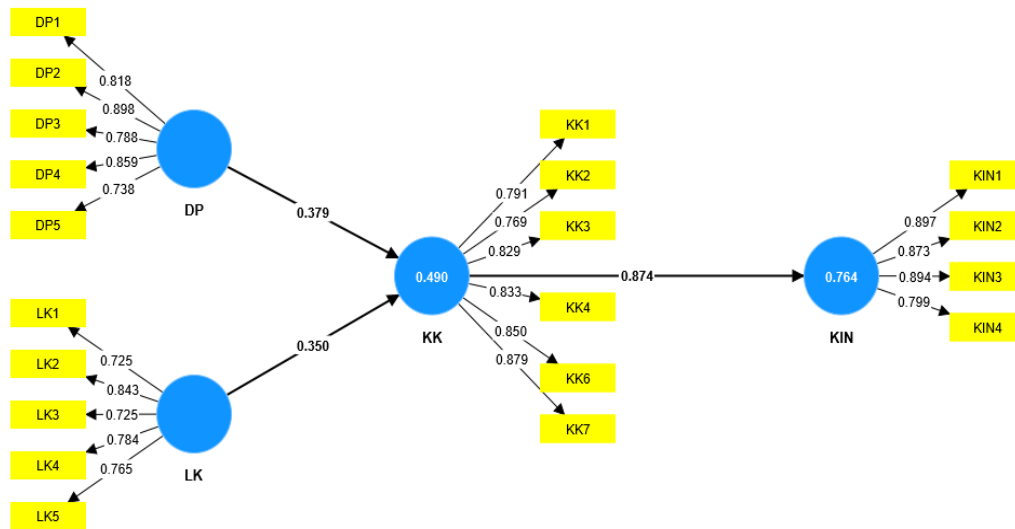 DP1
DP2
DP3
DP4
DP5
0.818
0.898
0.788
0.859
0.738
DP
0.379
LK1
LK2
LK3
LK4
LK5
0.725
0.843
0.725
0.784
0.765
LK
0.350
0.490
KK
KK1
KK2
KK3
KK4
KK6
KK7
0.791
0.769
0.829
0.833
0.850
0.879
0.874
0.764
KIN
KIN1
KIN2
KIN3
KIN4
0.897
0.873
0.894
0.799